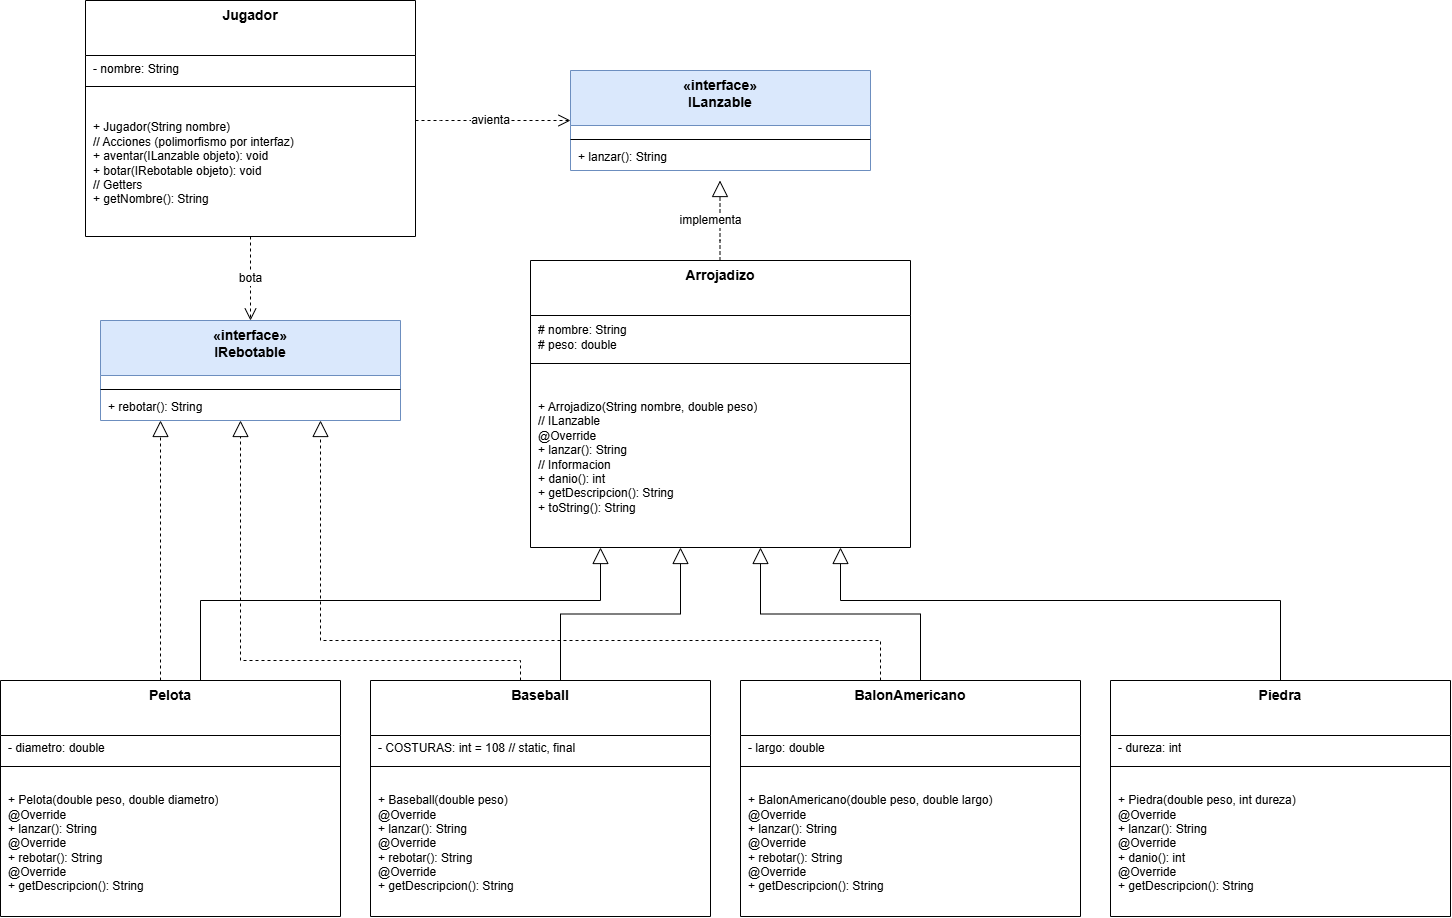 Jugador
- nombre: String
+ Jugador(String nombre)
// Acciones (polimorfismo por interfaz)
+ aventar(ILanzable objeto): void
+ botar(IRebotable objeto): void
// Getters
+ getNombre(): String
avienta
«interface»
ILanzable
+ lanzar(): String
implementa
bota
«interface»
IRebotable
+ rebotar(): String
Arrojadizo
# nombre: String
# peso: double
+ Arrojadizo(String nombre, double peso)
// ILanzable
@Override
+ lanzar(): String
// Informacion
+ danio(): int
+ getDescripcion(): String
+ toString(): String
Pelota
- diametro: double
+ Pelota(double peso, double diametro)
@Override
+ lanzar(): String
@Override
+ rebotar(): String
@Override
+ getDescripcion(): String
Baseball
- COSTURAS: int = 108 // static, final
+ Baseball(double peso)
@Override
+ lanzar(): String
@Override
+ rebotar(): String
@Override
+ getDescripcion(): String
BalonAmericano
- largo: double
+ BalonAmericano(double peso, double largo)
@Override
+ lanzar(): String
@Override
+ rebotar(): String
@Override
+ getDescripcion(): String
Piedra
- dureza: int
+ Piedra(double peso, int dureza)
@Override
+ lanzar(): String
@Override
+ danio(): int
@Override
+ getDescripcion(): String